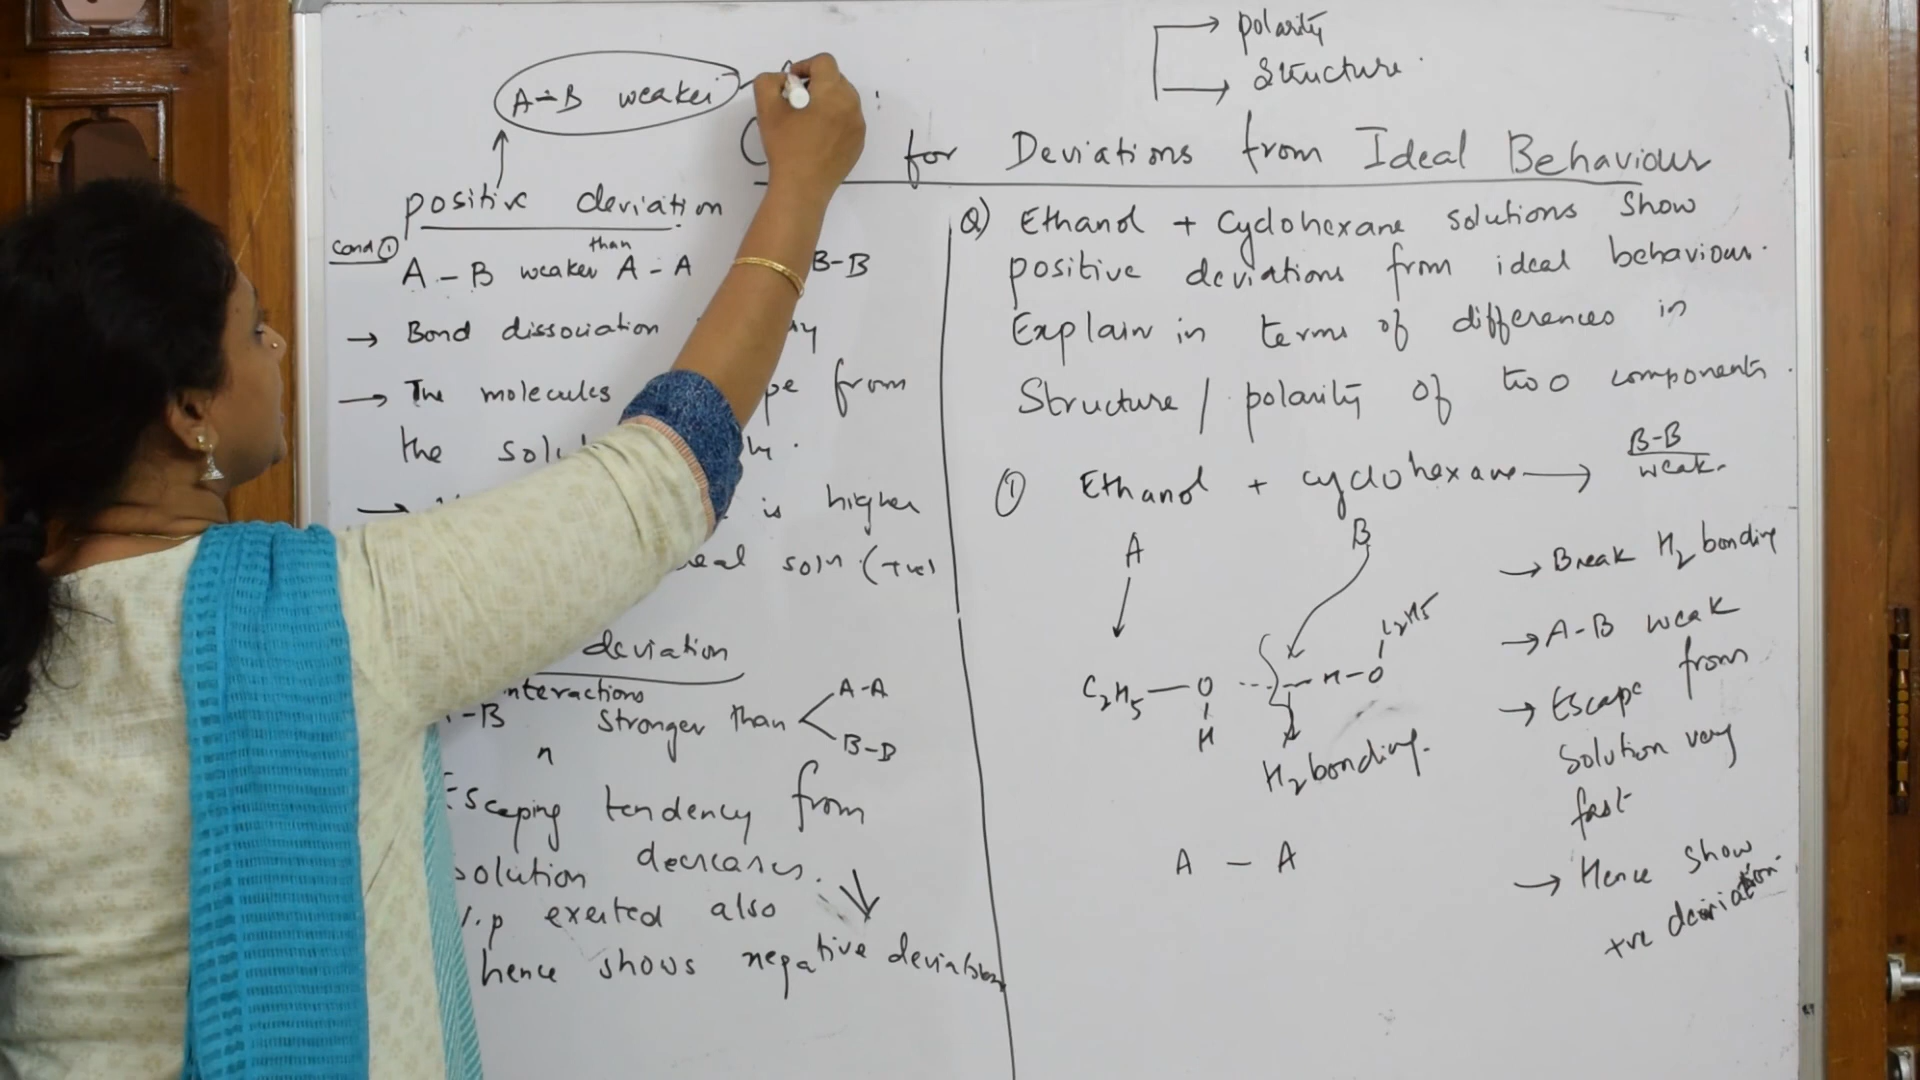 polarity
Structure.
A-B weaker
for Deviations from Ideal Behaviour
positive deviation
Cond ①
than
A - B weaker A - A B-B
→ Bond dissociation
→ The molecules from
the
→ is higher
soln (+ve)
deviation
interactions
-B stronger than A-A
B-B
n
Escaping tendency from
solution decreases.
V.p exerted also
hence shows negative deviation
Q) Ethanol + Cyclohexane solutions show
positive deviations from ideal behaviour.
Explain in terms of differences in
Structure / polarity of two components.
① Ethanol + cyclohexane → B-B
weak.
A B
C2H5 — O ... - H-O
C2H5
H
H2 bonding.
A - A
→ Break H2 bonding
→ A-B weak
→ Escape from
Solution very
fast
→ Hence show
+ve deviation.